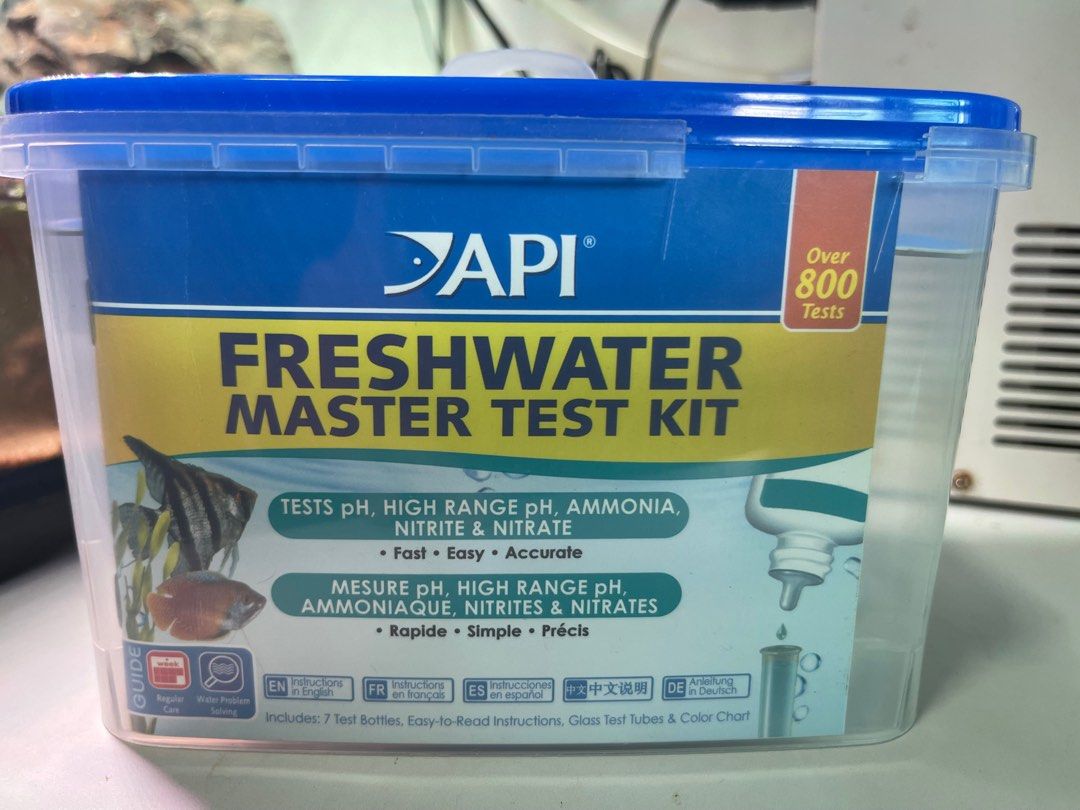 API®
Over
800
Tests
FRESHWATER
MASTER TEST KIT
TESTS pH, HIGH RANGE pH, AMMONIA,
NITRITE & NITRATE
• Fast • Easy • Accurate
MESURE pH, HIGH RANGE pH,
AMMONIAQUE, NITRITES & NITRATES
• Rapide • Simple • Précis
GUIDE
week
Regular
Care
Water Problem
Solving
EN Instructions
in English
FR Instructions
en français
ES Instrucciones
en español
中文 中文说明
DE Anleitung
in Deutsch
Includes: 7 Test Bottles, Easy-to-Read Instructions, Glass Test Tubes & Color Chart